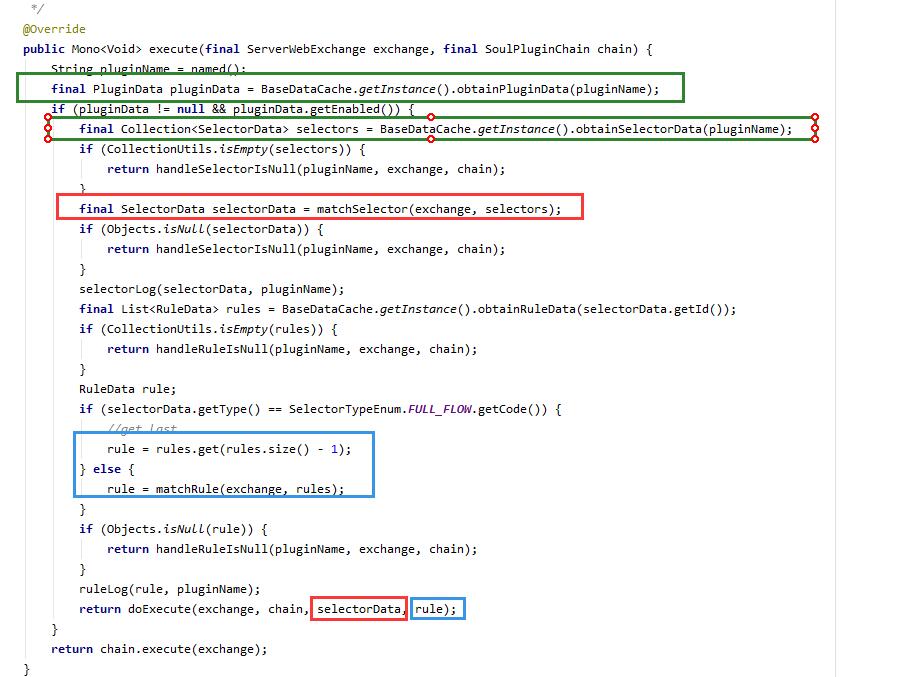 */
@Override
public Mono<Void> execute(final ServerWebExchange exchange, final SoulPluginChain chain) {
String pluginName = named();
final PluginData pluginData = BaseDataCache.getInstance().obtainPluginData(pluginName);
if (pluginData != null && pluginData.getEnabled()) {
final Collection<SelectorData> selectors = BaseDataCache.getInstance().obtainSelectorData(pluginName);
if (CollectionUtils.isEmpty(selectors)) {
return handleSelectorIsNull(pluginName, exchange, chain);
}
final SelectorData selectorData = matchSelector(exchange, selectors);
if (Objects.isNull(selectorData)) {
return handleSelectorIsNull(pluginName, exchange, chain);
}
selectorLog(selectorData, pluginName);
final List<RuleData> rules = BaseDataCache.getInstance().obtainRuleData(selectorData.getId());
if (CollectionUtils.isEmpty(rules)) {
return handleRuleIsNull(pluginName, exchange, chain);
}
RuleData rule;
if (selectorData.getType() == SelectorTypeEnum.FULL_FLOW.getCode()) {
//get last
rule = rules.get(rules.size() - 1);
} else {
rule = matchRule(exchange, rules);
}
if (Objects.isNull(rule)) {
return handleRuleIsNull(pluginName, exchange, chain);
}
ruleLog(rule, pluginName);
return doExecute(exchange, chain, selectorData, rule);
}
return chain.execute(exchange);
}